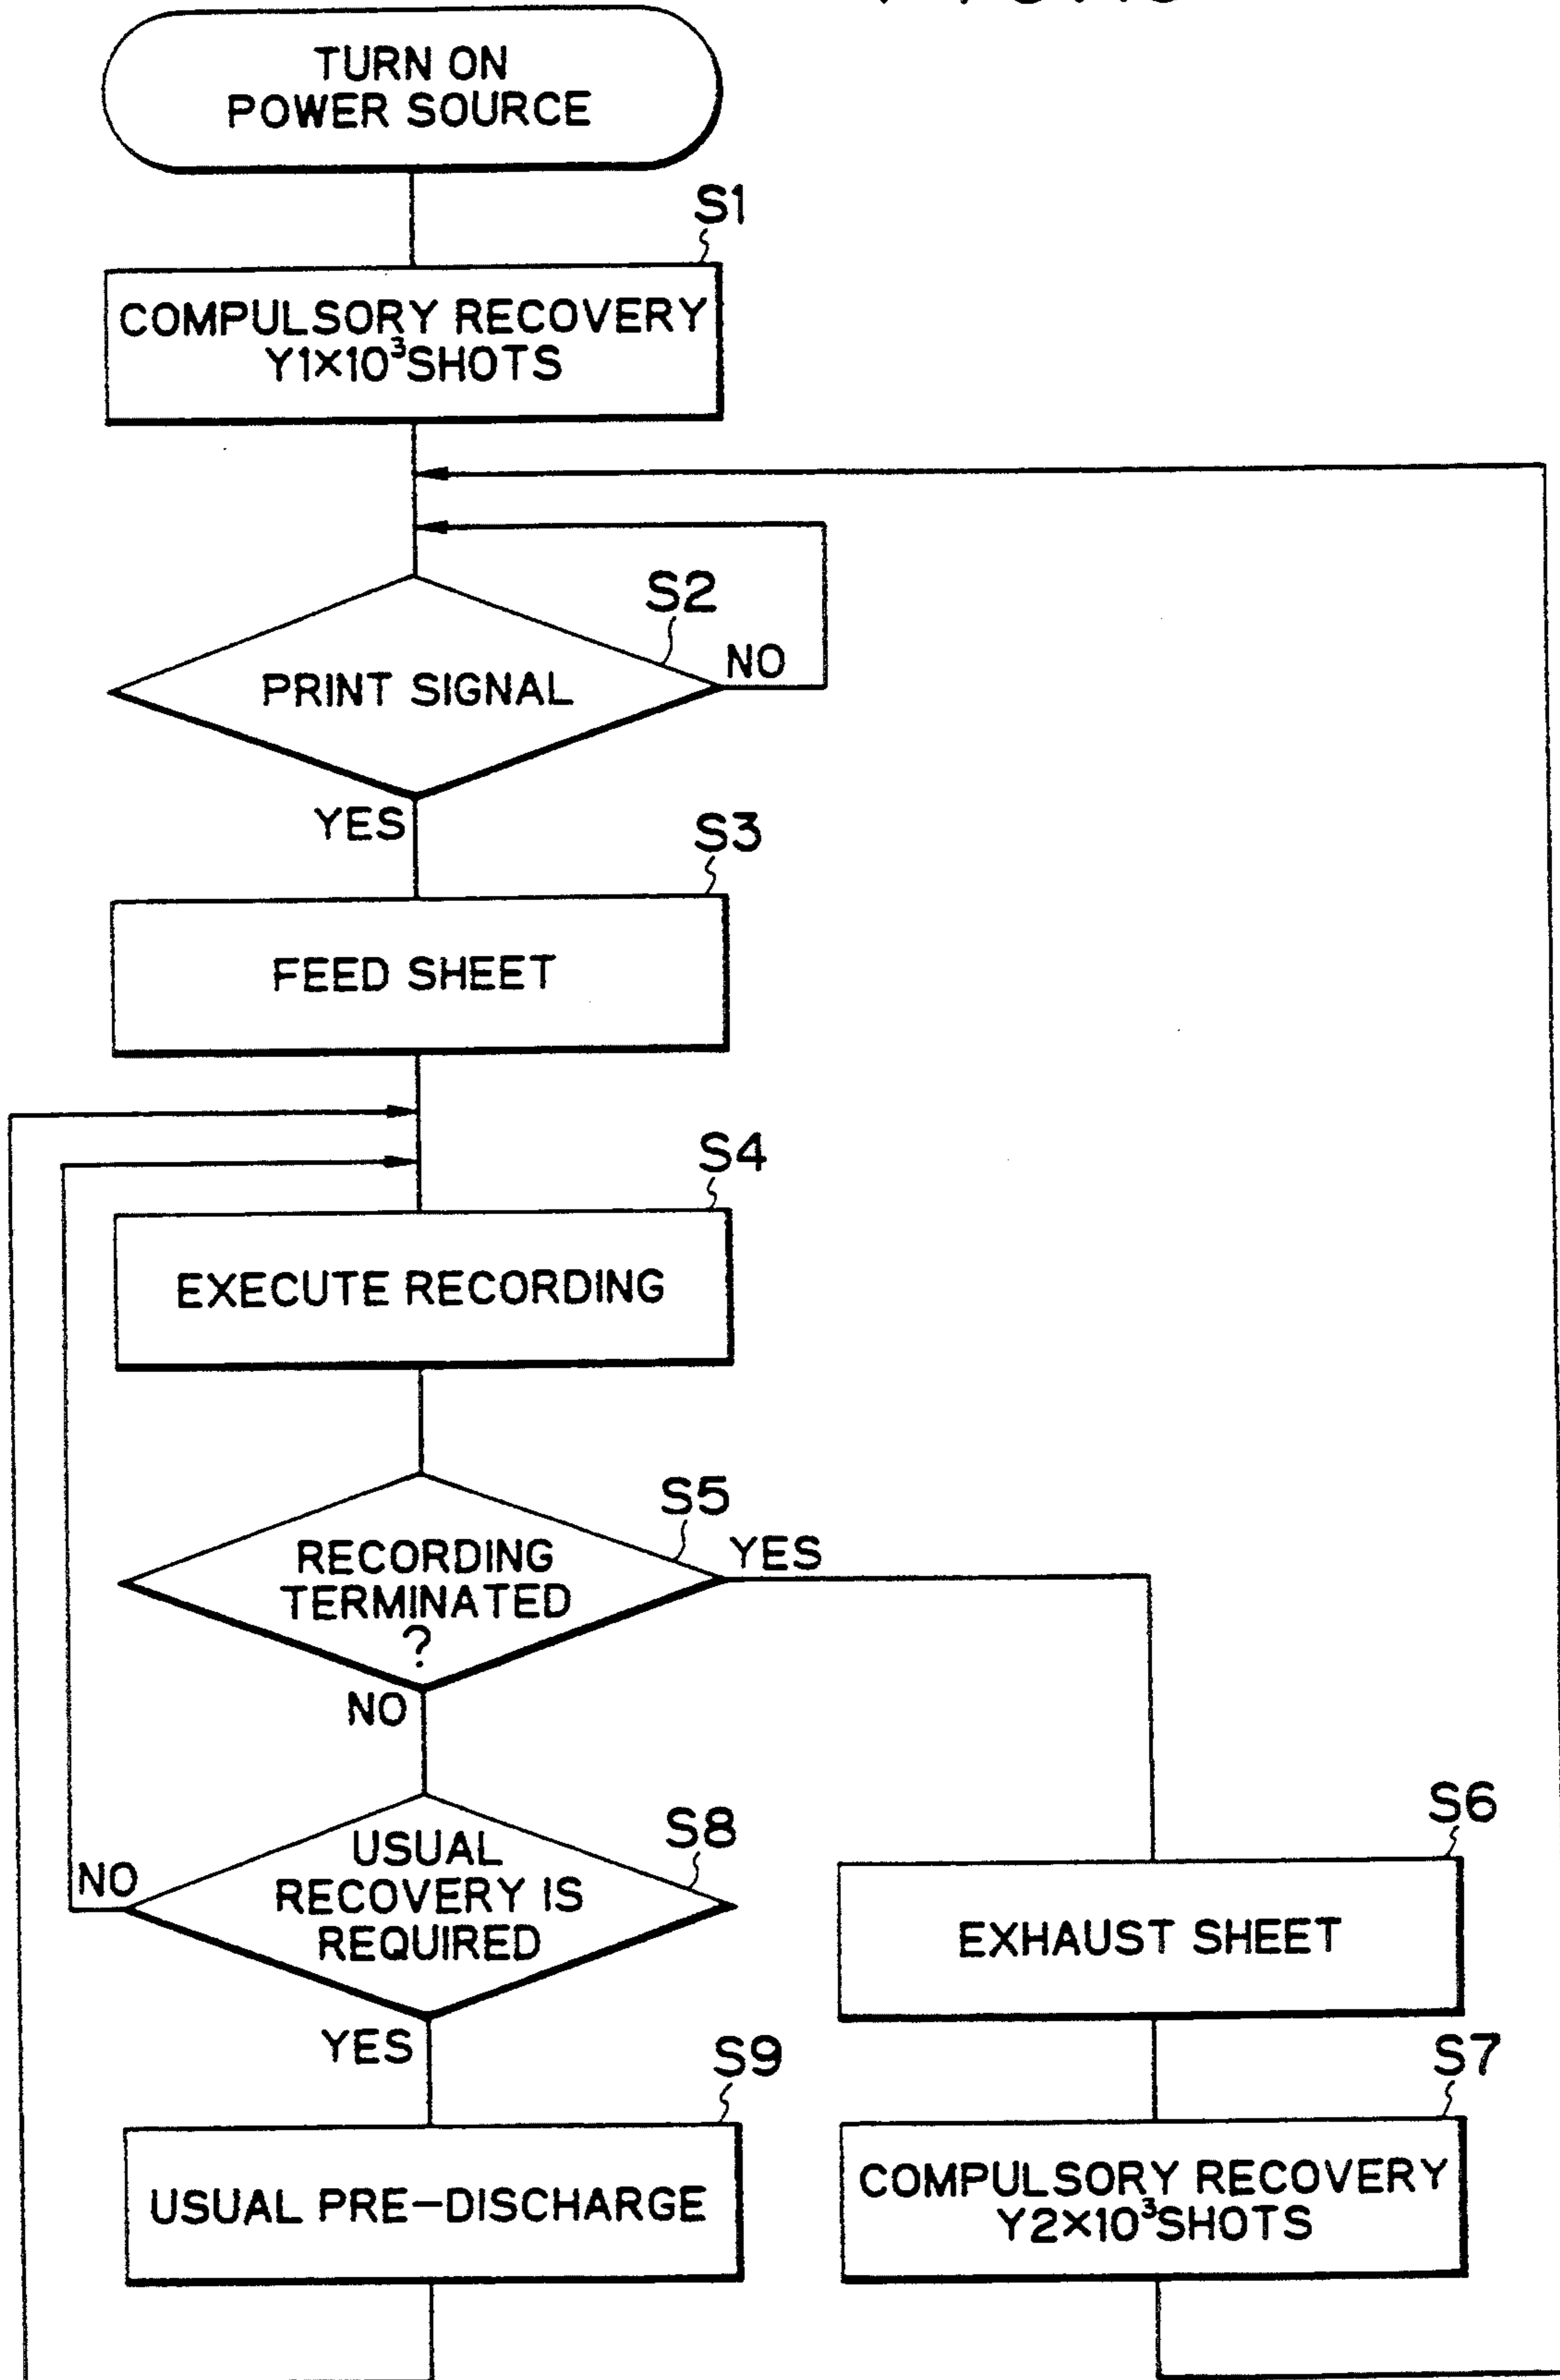 TURN ON
POWER SOURCE
S1
COMPULSORY RECOVERY
Y1×10³SHOTS
S2
PRINT SIGNAL
NO
YES
S3
FEED SHEET
S4
EXECUTE RECORDING
S5
RECORDING
TERMINATED
?
YES
NO
S8
USUAL
RECOVERY IS
REQUIRED
NO
YES
S6
EXHAUST SHEET
S9
USUAL PRE-DISCHARGE
S7
COMPULSORY RECOVERY
Y2×10³SHOTS